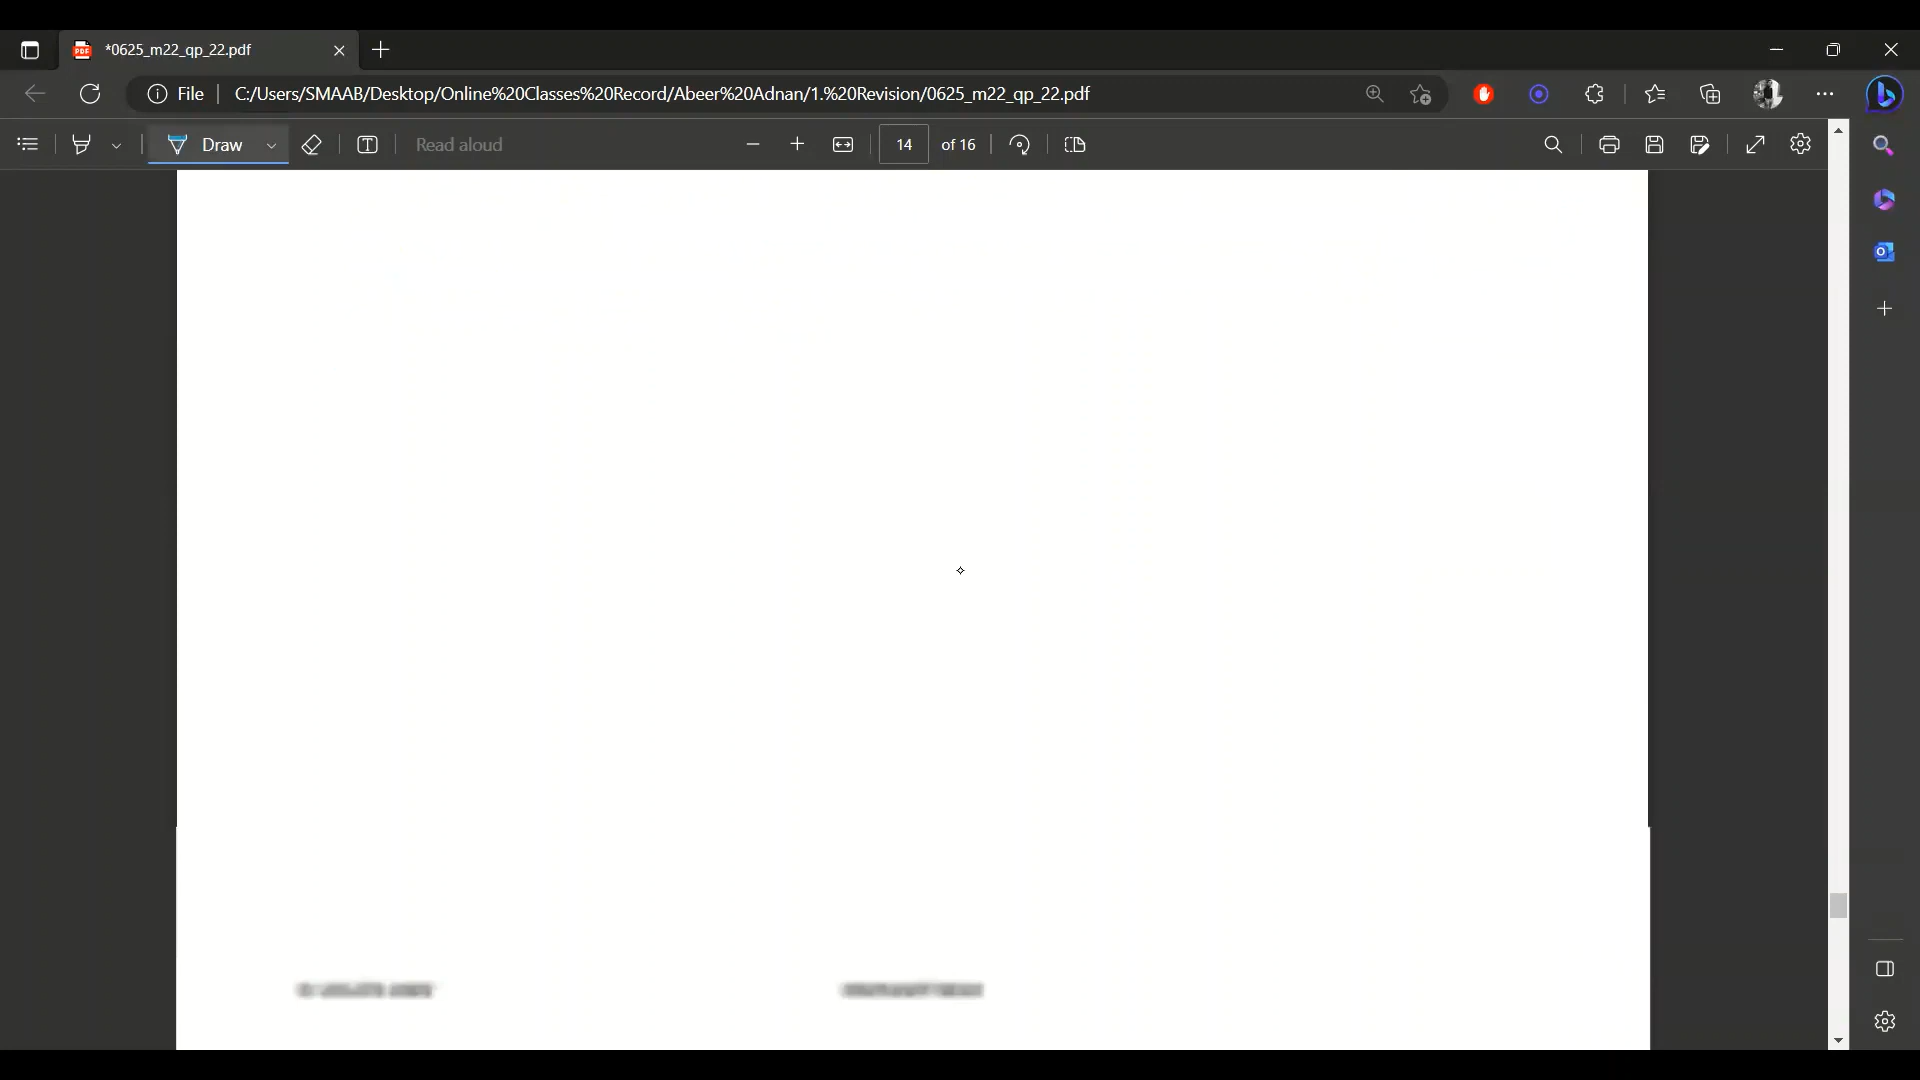 *0625_m22_qp_22.pdf
File
C:/Users/SMAAB/Desktop/Online%20Classes%20Record/Abeer%20Adnan/1.%20Revision/0625_m22_qp_22.pdf
Draw
Read aloud
14 of 16